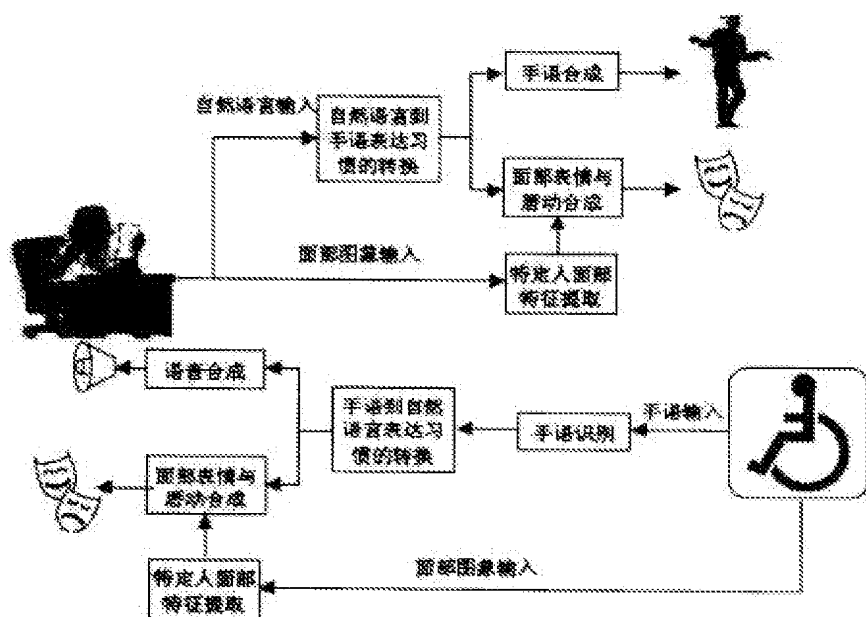 手语合成
自然语言输入
自然语言到
手语表达习
惯的转换
面部表情与
唇动合成
面部图象输入
特定人面部
特征提取
语音合成
手语到自然
语言表达习
惯的转换
手语识别
手语输入
面部表情与
唇动合成
面部图象输入
特定人面部
特征提取